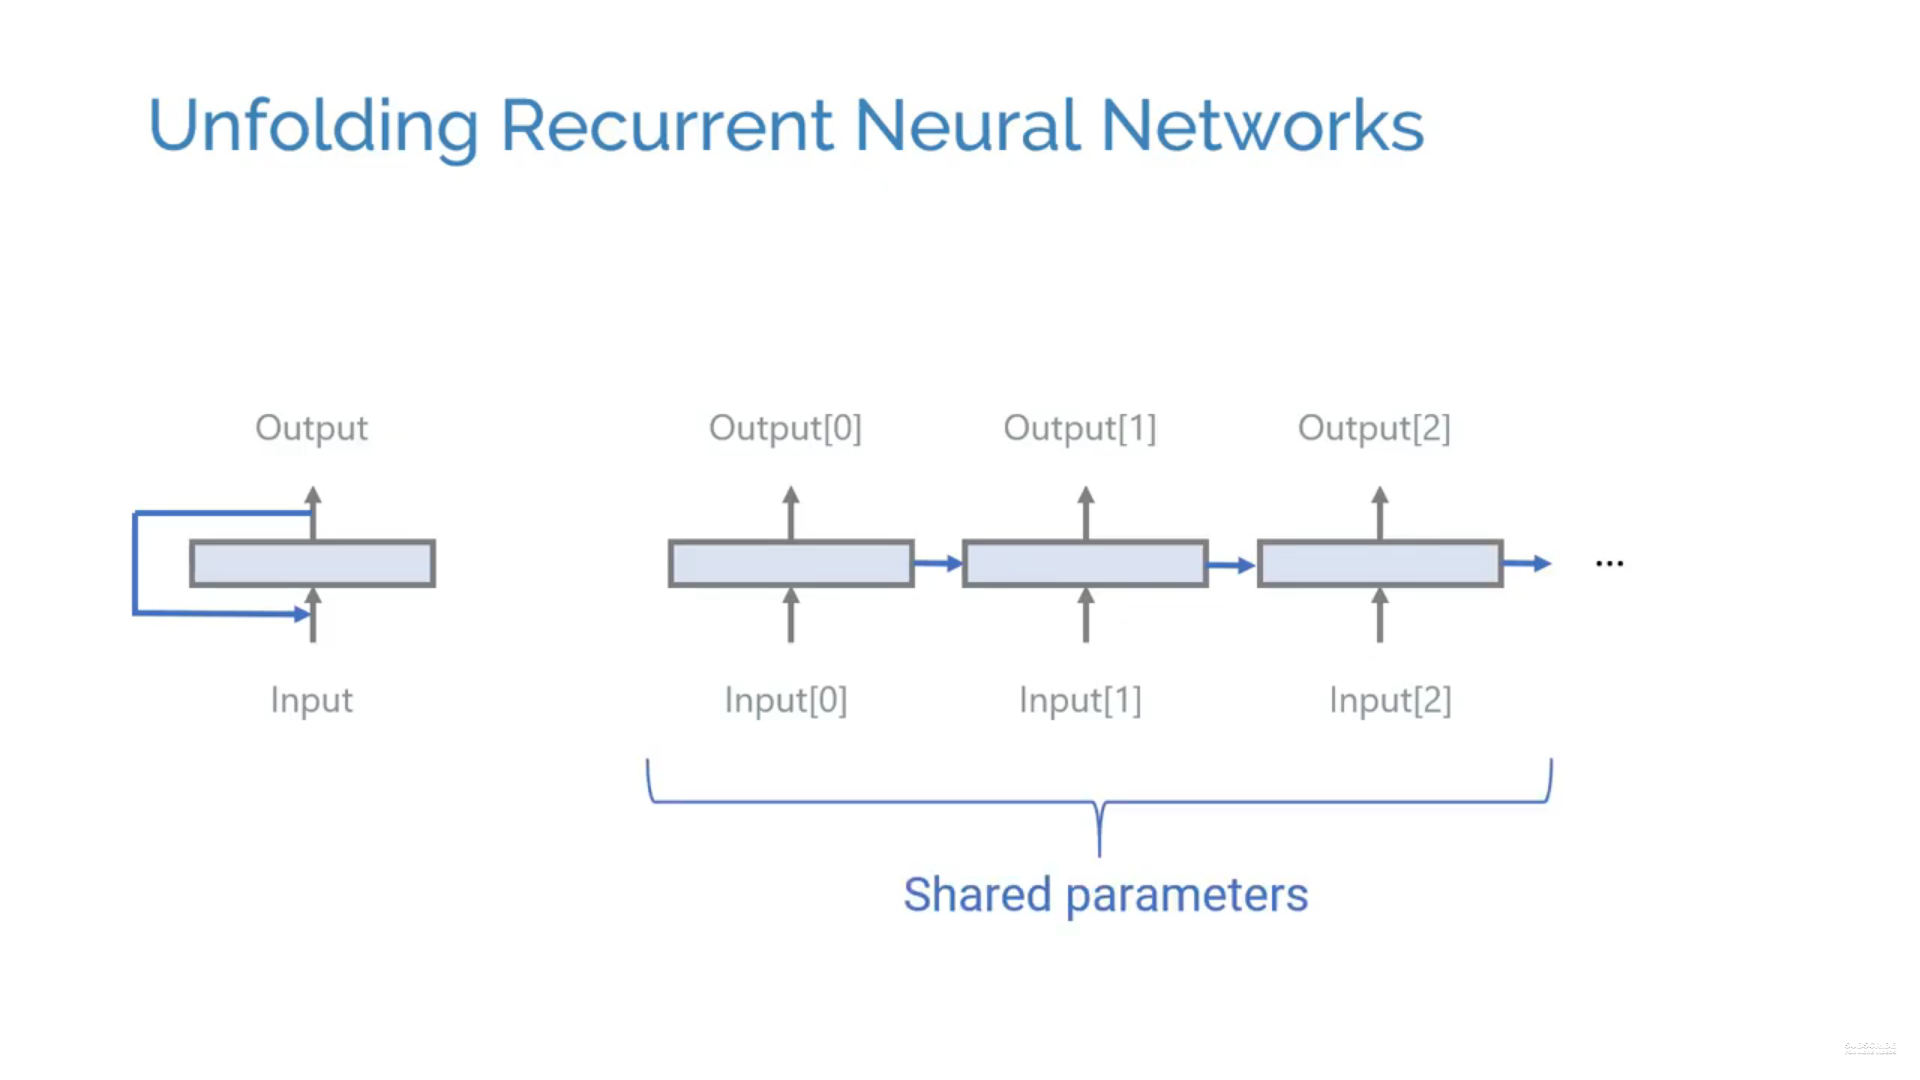 Unfolding Recurrent Neural Networks
Output
Output[0]
Output[1]
Output[2]
...
Input
Input[0]
Input[1]
Input[2]
Shared parameters
SUBSCRIBE